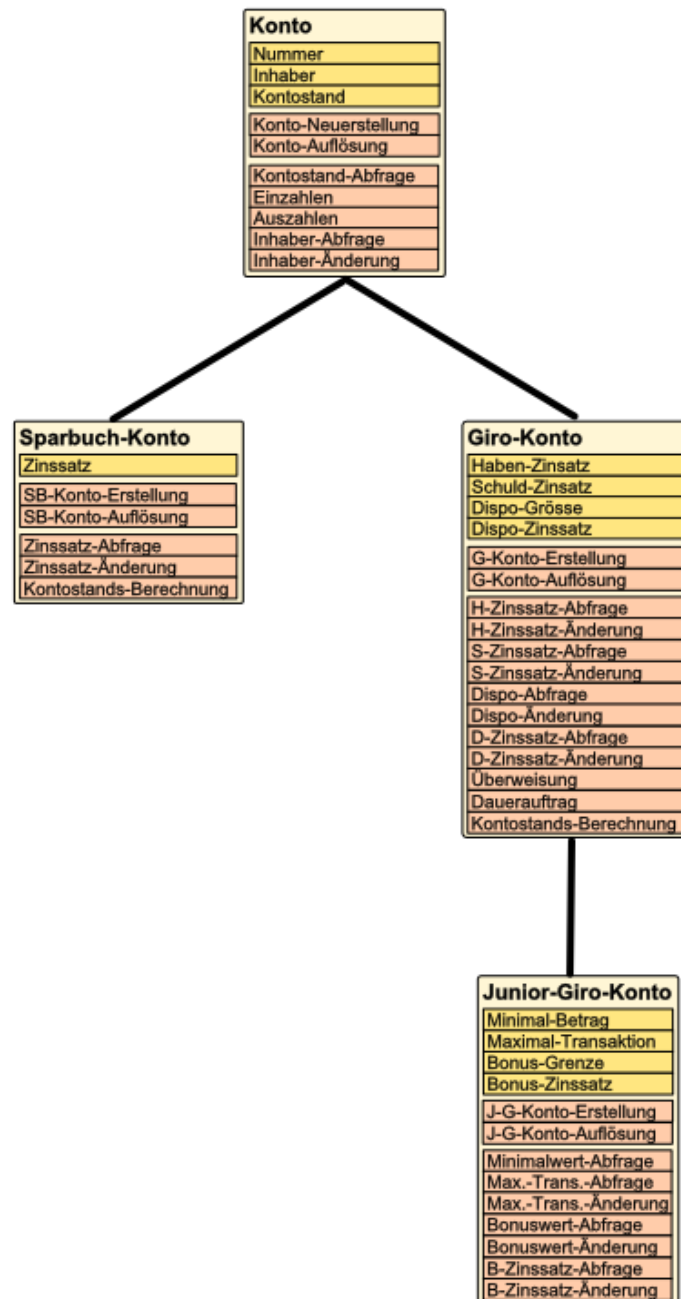 Konto
Nummer
Inhaber
Kontostand
Konto-Neuerstellung
Konto-Auflösung
Kontostand-Abfrage
Einzahlen
Auszahlen
Inhaber-Abfrage
Inhaber-Änderung
Sparbuch-Konto
Zinssatz
SB-Konto-Erstellung
SB-Konto-Auflösung
Zinssatz-Abfrage
Zinssatz-Änderung
Kontostands-Berechnung
Giro-Konto
Haben-Zinsatz
Schuld-Zinsatz
Dispo-Grösse
Dispo-Zinssatz
G-Konto-Erstellung
G-Konto-Auflösung
H-Zinssatz-Abfrage
H-Zinssatz-Änderung
S-Zinssatz-Abfrage
S-Zinssatz-Änderung
Dispo-Abfrage
Dispo-Änderung
D-Zinssatz-Abfrage
D-Zinssatz-Änderung
Überweisung
Dauerauftrag
Kontostands-Berechnung
Junior-Giro-Konto
Minimal-Betrag
Maximal-Transaktion
Bonus-Grenze
Bonus-Zinssatz
J-G-Konto-Erstellung
J-G-Konto-Auflösung
Minimalwert-Abfrage
Max.-Trans.-Abfrage
Max.-Trans.-Änderung
Bonuswert-Abfrage
Bonuswert-Änderung
B-Zinssatz-Abfrage
B-Zinssatz-Änderung